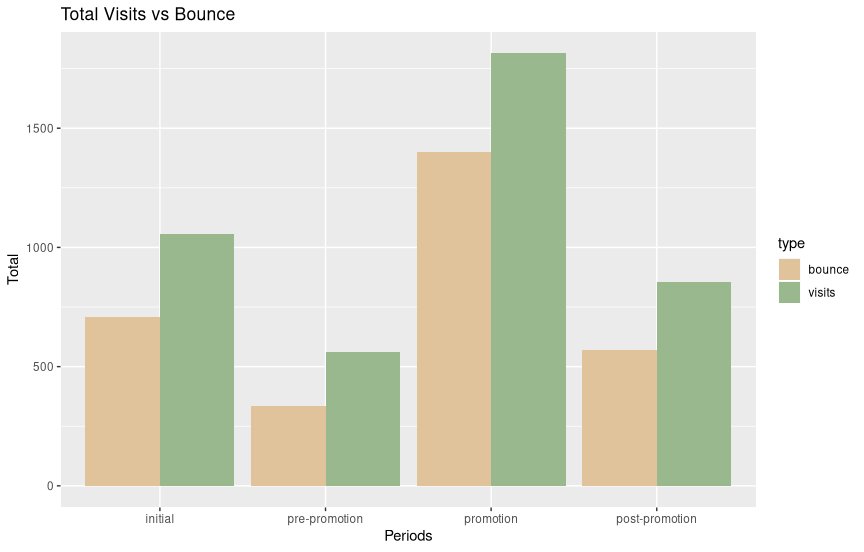 Total Visits vs Bounce
Total
1500
1000
500
0
initial
pre-promotion
promotion
post-promotion
Periods
type
bounce
visits